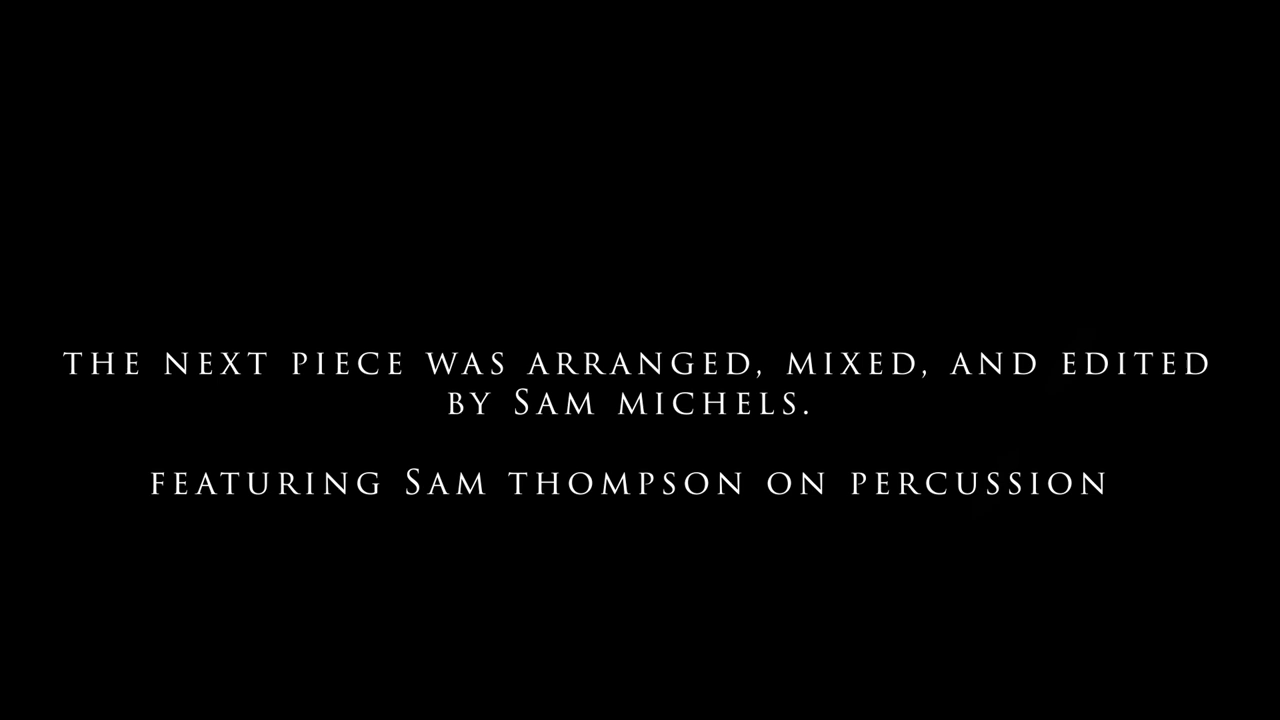 THE NEXT PIECE WAS ARRANGED, MIXED, AND EDITED
BY SAM MICHELS.
FEATURING SAM THOMPSON ON PERCUSSION